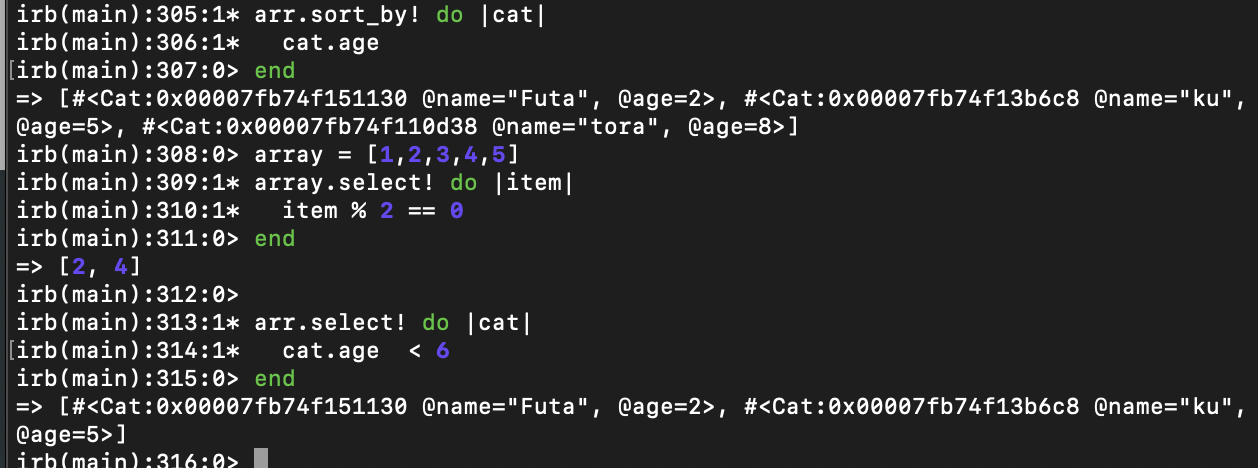 irb(main):305:1* arr.sort_by! do |cat|
irb(main):306:1*   cat.age
[irb(main):307:0> end
=> [#<Cat:0x00007fb74f151130 @name="Futa", @age=2>, #<Cat:0x00007fb74f13b6c8 @name="ku",
@age=5>, #<Cat:0x00007fb74f110d38 @name="tora", @age=8>]
irb(main):308:0> array = [1,2,3,4,5]
irb(main):309:1* array.select! do |item|
irb(main):310:1*   item % 2 == 0
irb(main):311:0> end
=> [2, 4]
irb(main):312:0>
irb(main):313:1* arr.select! do |cat|
[irb(main):314:1*   cat.age  < 6
irb(main):315:0> end
=> [#<Cat:0x00007fb74f151130 @name="Futa", @age=2>, #<Cat:0x00007fb74f13b6c8 @name="ku",
@age=5>]
irb(main):316:0>